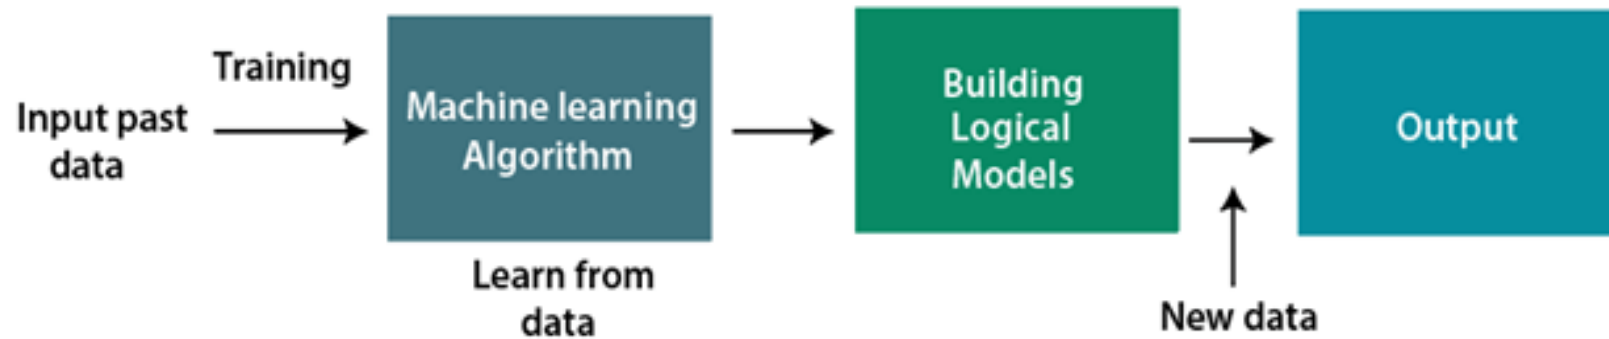 Training
Input past
data
Machine learning
Algorithm
Learn from
data
Building
Logical
Models
New data
Output